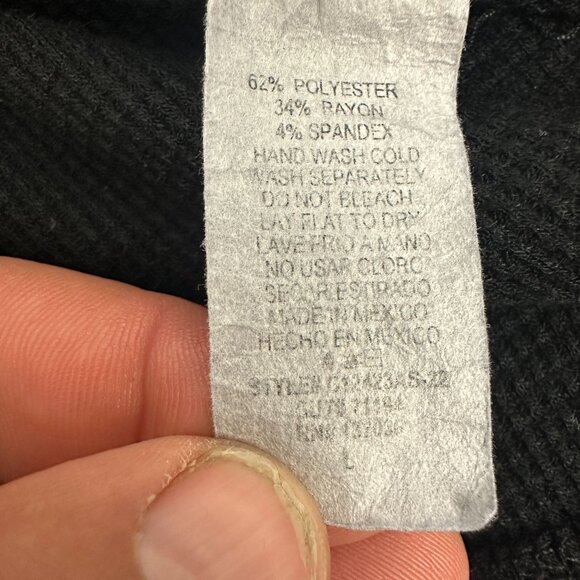 62% POLYESTER
34% RAYON
4% SPANDEX
HAND WASH COLD
WASH SEPARATELY
DO NOT BLEACH
LAY FLAT TO DRY
LAVE FRIO A MANO
NO USAR CLORO
SECAR ESTIRADO
MADE IN MEXICO
HECHO EN MEXICO
STYLE#
L